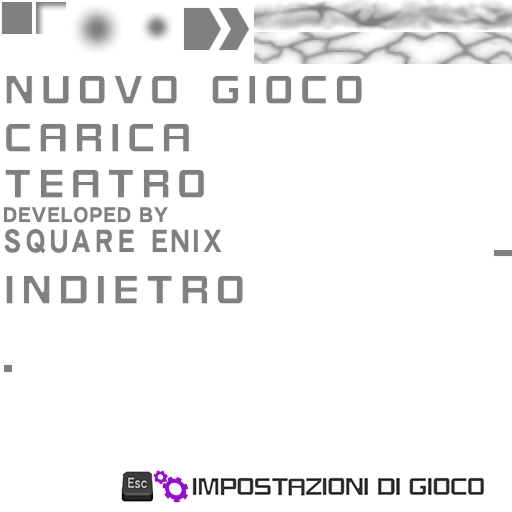 NUOVO GIOCO
CARICA
TEATRO
DEVELOPED BY
SQUARE ENIX
INDIETRO
Esc IMPOSTAZIONI DI GIOCO